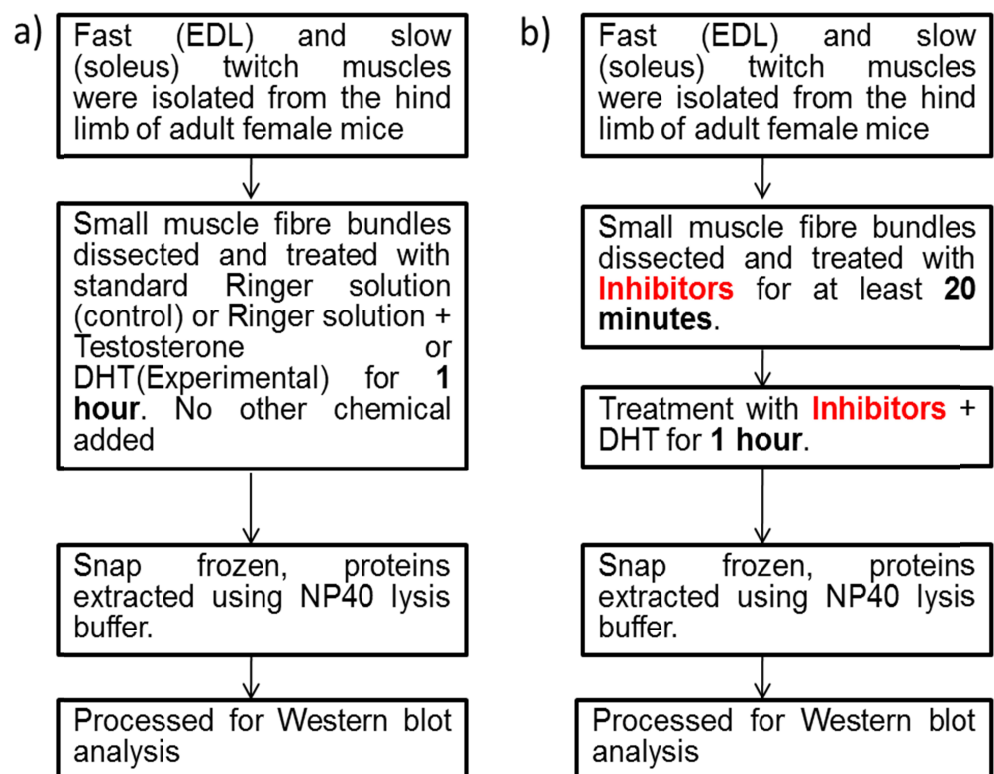 a)
Fast (EDL) and slow
(soleus) twitch muscles
were isolated from the hind
limb of adult female mice
Small muscle fibre bundles
dissected and treated with
standard Ringer solution
(control) or Ringer solution +
Testosterone or
DHT(Experimental) for 1
hour. No other chemical
added
Snap frozen, proteins
extracted using NP40 lysis
buffer.
Processed for Western blot
analysis
b)
Fast (EDL) and slow
(soleus) twitch muscles
were isolated from the hind
limb of adult female mice
Small muscle fibre bundles
dissected and treated with
Inhibitors for at least 20
minutes.
Treatment with Inhibitors +
DHT for 1 hour.
Snap frozen, proteins
extracted using NP40 lysis
buffer.
Processed for Western blot
analysis